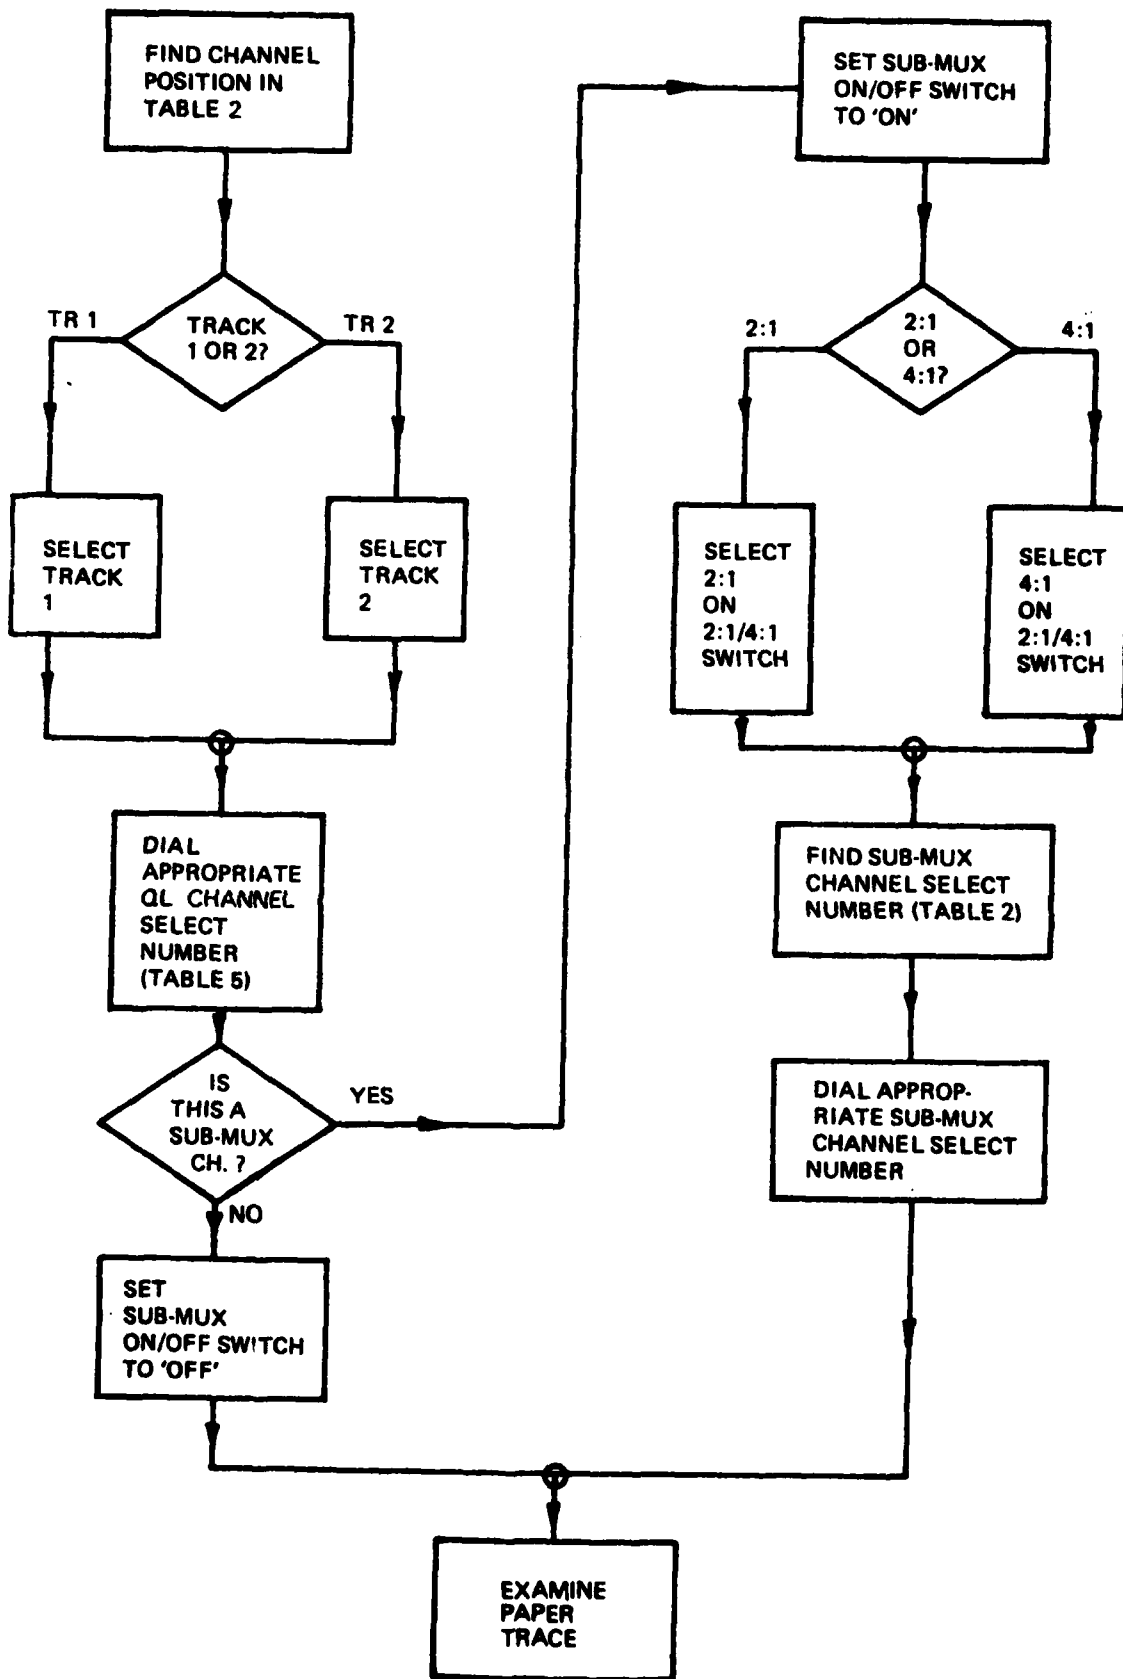 FIND CHANNEL
POSITION IN
TABLE 2
TRACK
1 OR 2?
TR 1
TR 2
SELECT
TRACK
1
SELECT
TRACK
2
DIAL
APPROPRIATE
QL CHANNEL
SELECT
NUMBER
(TABLE 5)
IS
THIS A
SUB-MUX
CH. ?
YES
NO
SET
SUB-MUX
ON/OFF SWITCH
TO 'OFF'
SET SUB-MUX
ON/OFF SWITCH
TO 'ON'
2:1
OR
4:1?
2:1
4:1
SELECT
2:1
ON
2:1/4:1
SWITCH
SELECT
4:1
ON
2:1/4:1
SWITCH
FIND SUB-MUX
CHANNEL SELECT
NUMBER (TABLE 2)
DIAL APPROP-
RIATE SUB-MUX
CHANNEL SELECT
NUMBER
EXAMINE
PAPER
TRACE